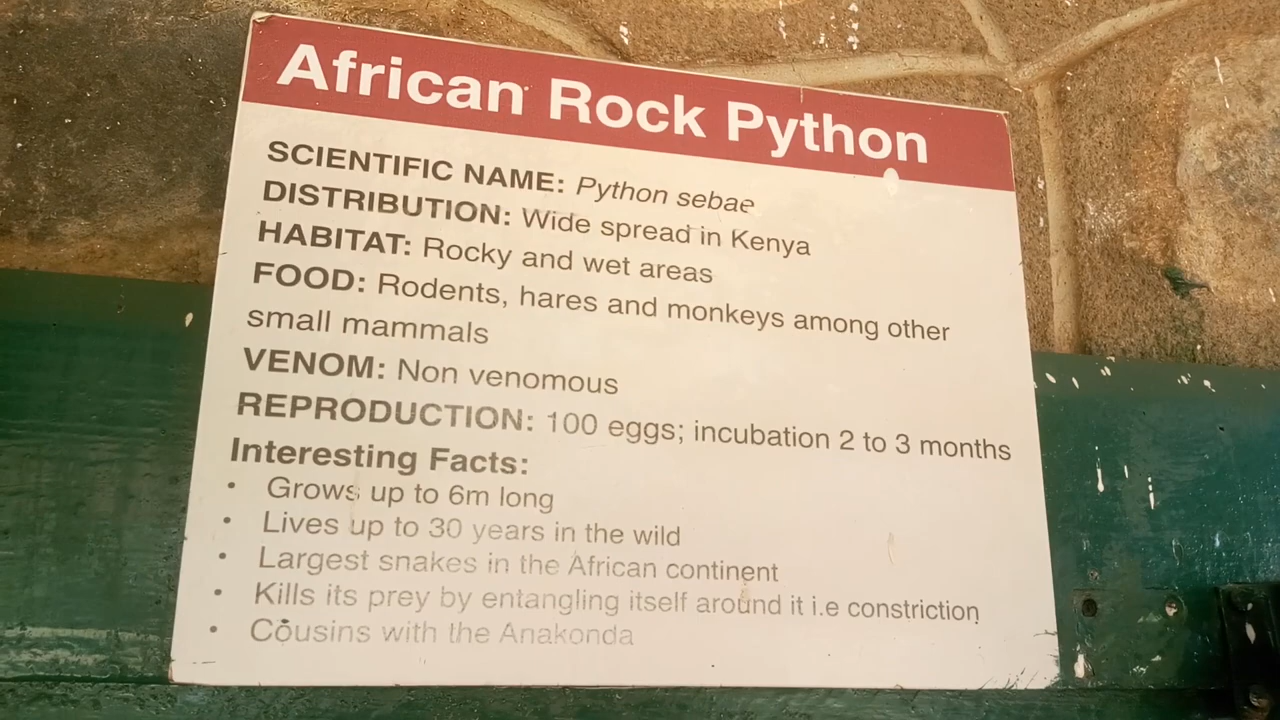 African Rock Python
SCIENTIFIC NAME: Python sebae
DISTRIBUTION: Wide spread in Kenya
HABITAT: Rocky and wet areas
FOOD: Rodents, hares and monkeys among other
small mammals
VENOM: Non venomous
REPRODUCTION: 100 eggs; incubation 2 to 3 months
Interesting Facts:
• Grows up to 6m long
• Lives up to 30 years in the wild
• Largest snakes in the African continent
• Kills its prey by entangling itself around it i.e constriction
• Cousins with the Anakonda